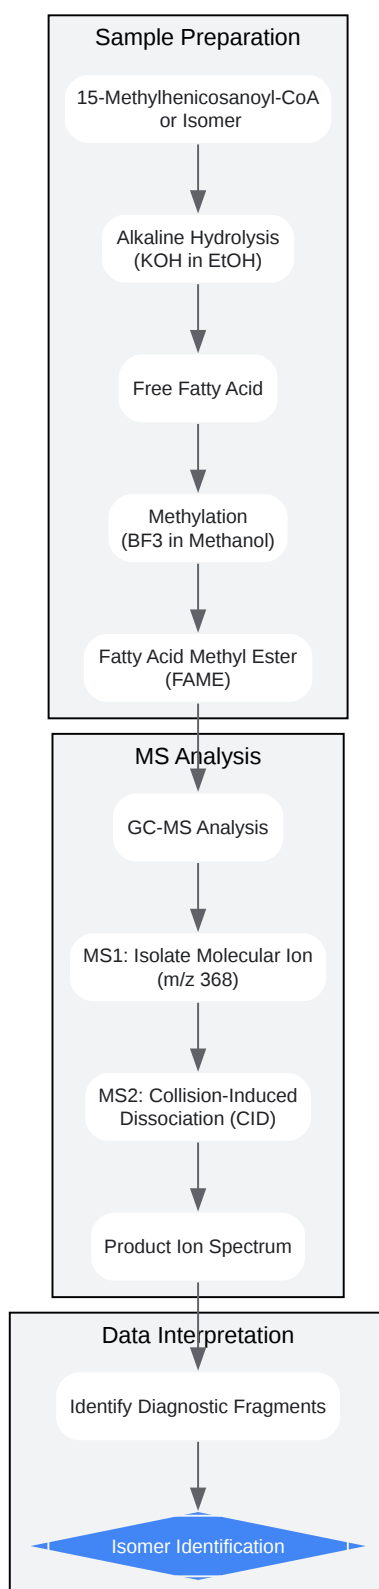 Sample Preparation
15-Methylhenicosanoyl-CoA
or Isomer
Alkaline Hydrolysis
(KOH in EtOH)
Free Fatty Acid
Methylation
(BF3 in Methanol)
Fatty Acid Methyl Ester
(FAME)
MS Analysis
GC-MS Analysis
MS1: Isolate Molecular Ion
(m/z 368)
MS2: Collision-Induced
Dissociation (CID)
Product Ion Spectrum
Data Interpretation
Identify Diagnostic Fragments
Isomer Identification